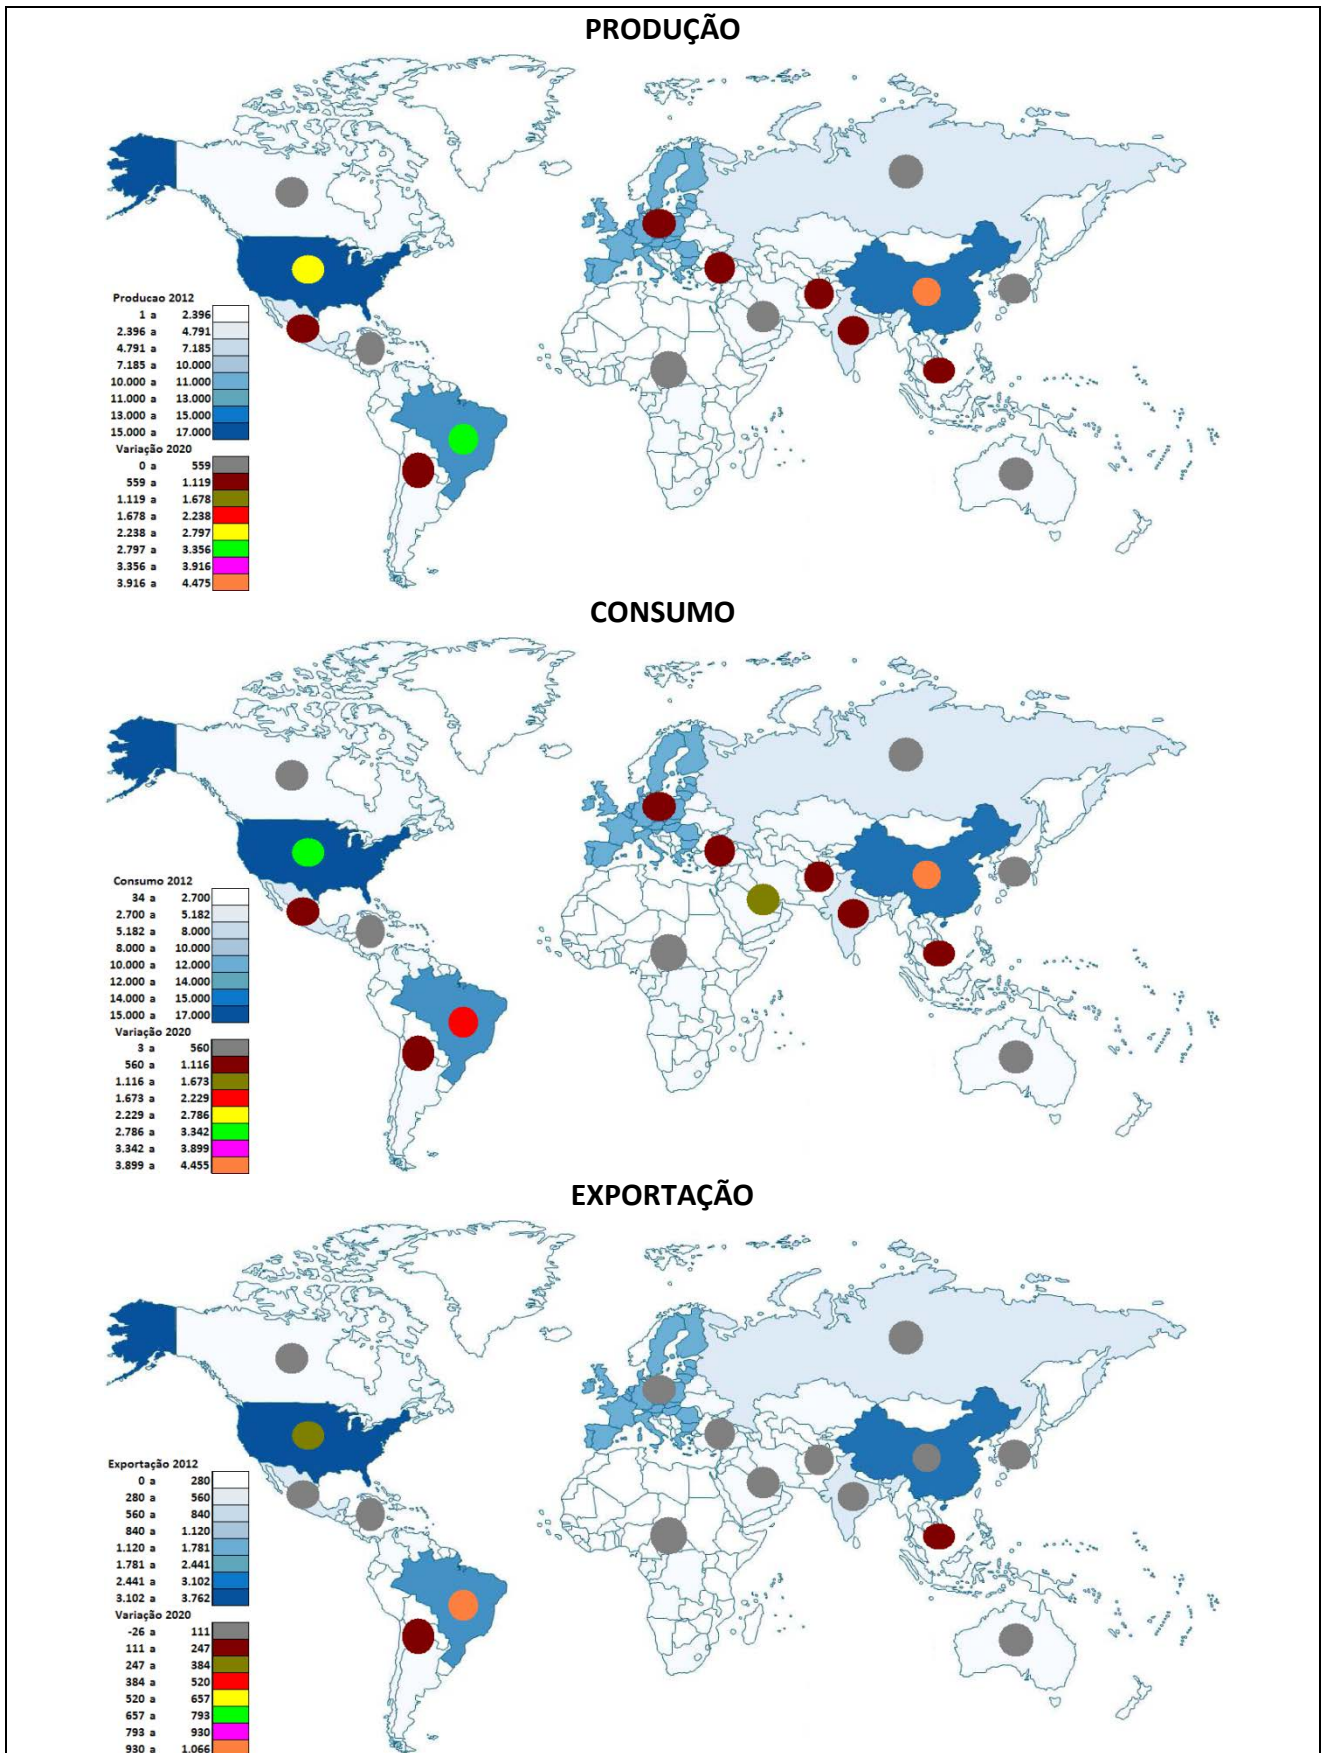 PRODUÇÃO
Producao 2012
1 a 2.396
2.396 a 4.791
4.791 a 7.185
7.185 a 10.000
10.000 a 11.000
11.000 a 13.000
13.000 a 15.000
15.000 a 17.000
Variação 2020
0 a 559
559 a 1.119
1.119 a 1.678
1.678 a 2.238
2.238 a 2.797
2.797 a 3.356
3.356 a 3.916
3.916 a 4.475
CONSUMO
Consumo 2012
34 a 2.700
2.700 a 5.182
5.182 a 8.000
8.000 a 10.000
10.000 a 12.000
12.000 a 14.000
14.000 a 15.000
15.000 a 17.000
Variação 2020
3 a 560
560 a 1.116
1.116 a 1.673
1.673 a 2.229
2.229 a 2.786
2.786 a 3.342
3.342 a 3.899
3.899 a 4.455
EXPORTAÇÃO
Exportação 2012
0 a 280
280 a 560
560 a 840
840 a 1.120
1.120 a 1.781
1.781 a 2.441
2.441 a 3.102
3.102 a 3.762
Variação 2020
-26 a 111
111 a 247
247 a 384
384 a 520
520 a 657
657 a 793
793 a 930
930 a 1.066